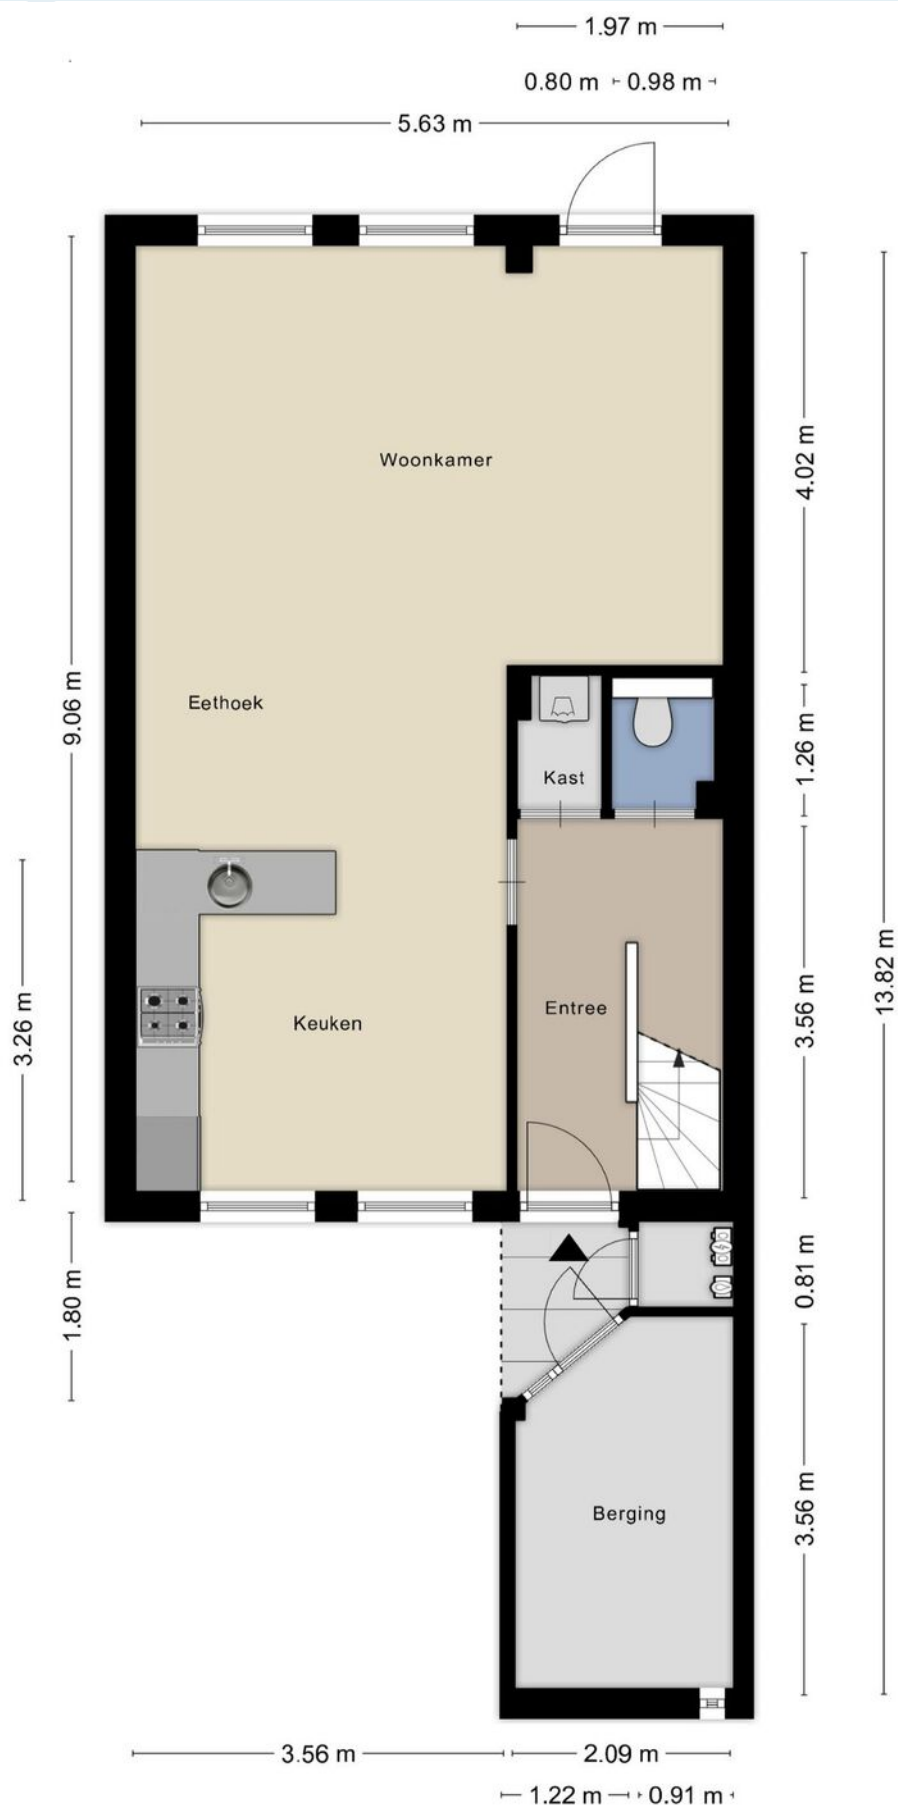 1.97 m
0.80 m 0.98 m
5.63 m
Woonkamer
4.02 m
9.06 m
Eethoek
1.26 m
Kast
3.26 m
Keuken
Entree
3.56 m
13.82 m
1.80 m
0.81 m
Berging
3.56 m
3.56 m 2.09 m
1.22 m 0.91 m